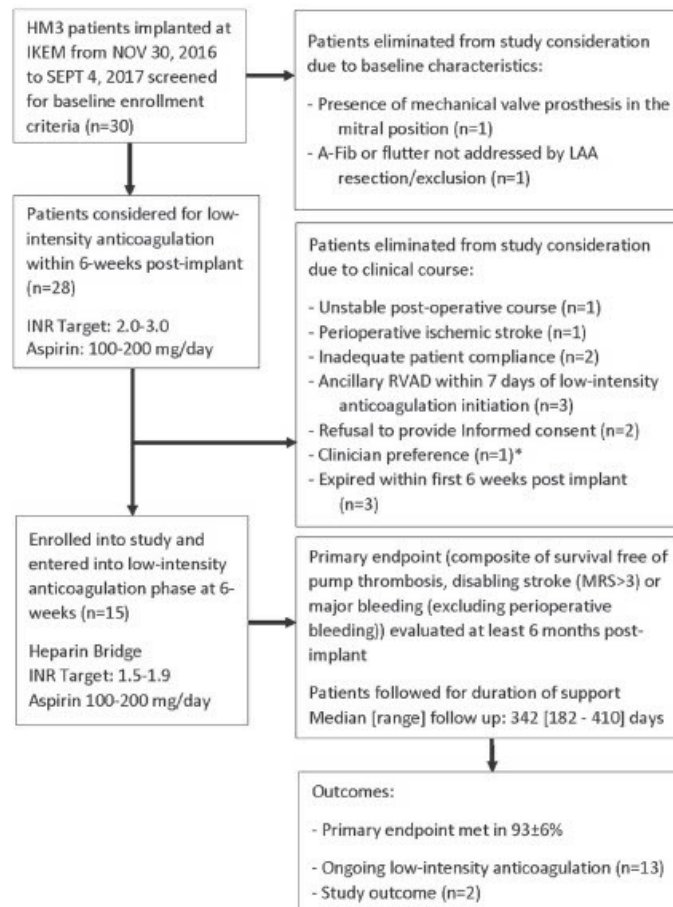 HM3 patients implanted at
IKEM from NOV 30, 2016
to SEPT 4, 2017 screened
for baseline enrollment
criteria (n=30)
Patients eliminated from study consideration
due to baseline characteristics:
- Presence of mechanical valve prosthesis in the
mitral position (n=1)
- A-Fib or flutter not addressed by LAA
resection/exclusion (n=1)
Patients considered for low-
intensity anticoagulation
within 6-weeks post-implant
(n=28)
INR Target: 2.0-3.0
Aspirin: 100-200 mg/day
Patients eliminated from study consideration
due to clinical course:
- Unstable post-operative course (n=1)
- Perioperative ischemic stroke (n=1)
- Inadequate patient compliance (n=2)
- Ancillary RVAD within 7 days of low-intensity
anticoagulation initiation (n=3)
- Refusal to provide Informed consent (n=2)
- Clinician preference (n=1)*
- Expired within first 6 weeks post implant
(n=3)
Enrolled into study and
entered into low-intensity
anticoagulation phase at 6-
weeks (n=15)
Heparin Bridge
INR Target: 1.5-1.9
Aspirin 100-200 mg/day
Primary endpoint (composite of survival free of
pump thrombosis, disabling stroke (MRS>3) or
major bleeding (excluding perioperative
bleeding)) evaluated at least 6 months post-
implant
Patients followed for duration of support
Median [range] follow up: 342 [182 - 410] days
Outcomes:
- Primary endpoint met in 93±6%
- Ongoing low-intensity anticoagulation (n=13)
- Study outcome (n=2)